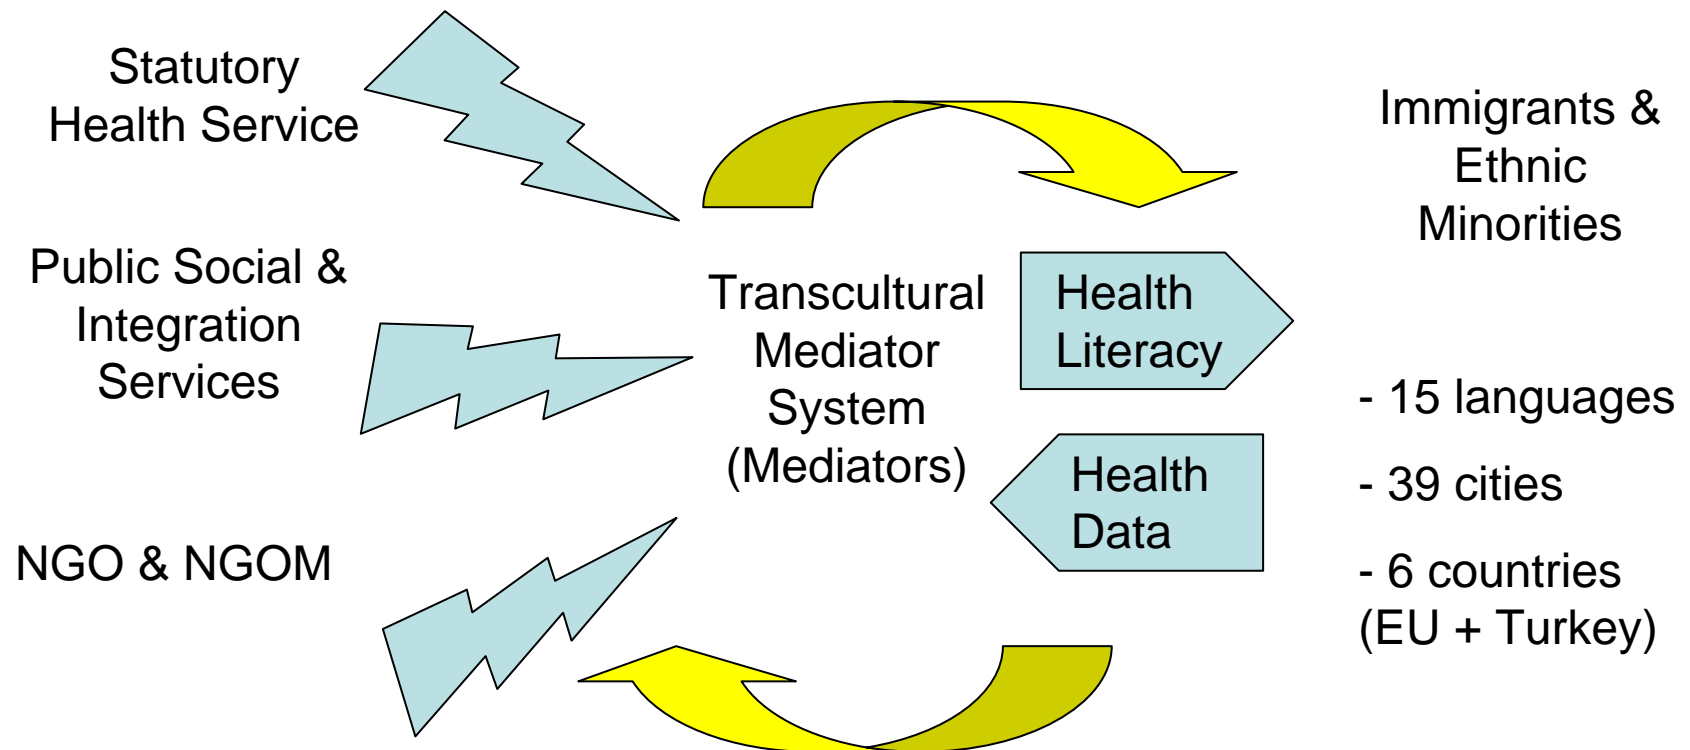 Statutory
Health Service
Public Social &
Integration
Services
NGO & NGOM
Transcultural
Mediator
System
(Mediators)
Health
Literacy
Health
Data
Immigrants &
Ethnic
Minorities
- 15 languages
- 39 cities
- 6 countries
(EU + Turkey)